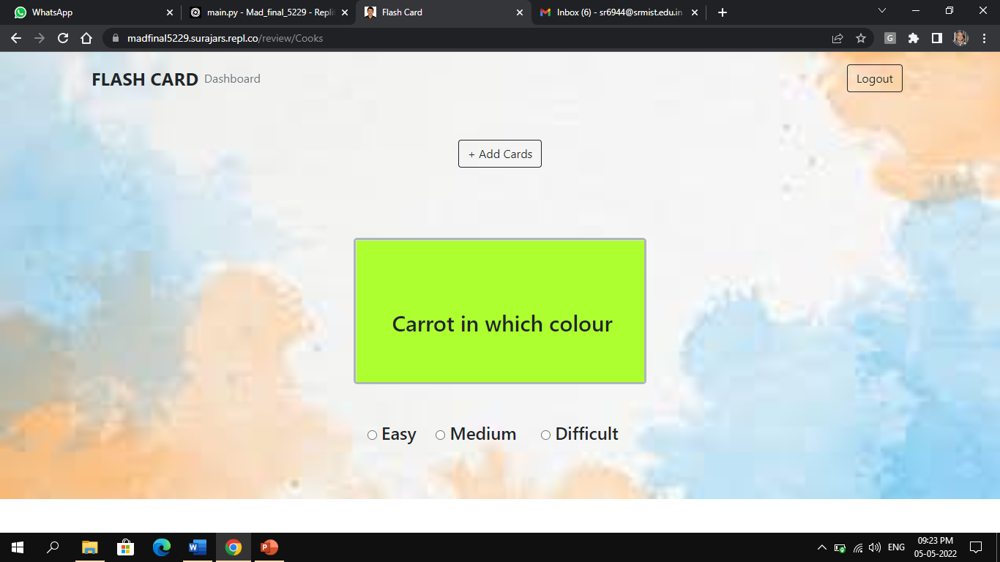 WhatsApp
main.py - Mad_final_5229 - Repli
Flash Card
Inbox (6) - sr6944@srmist.edu.in
madfinal5229.surajars.repl.co/review/Cooks
G
FLASH CARD Dashboard
Logout
+ Add Cards
Carrot in which colour
Easy Medium Difficult
ENG
09:23 PM
05-05-2022